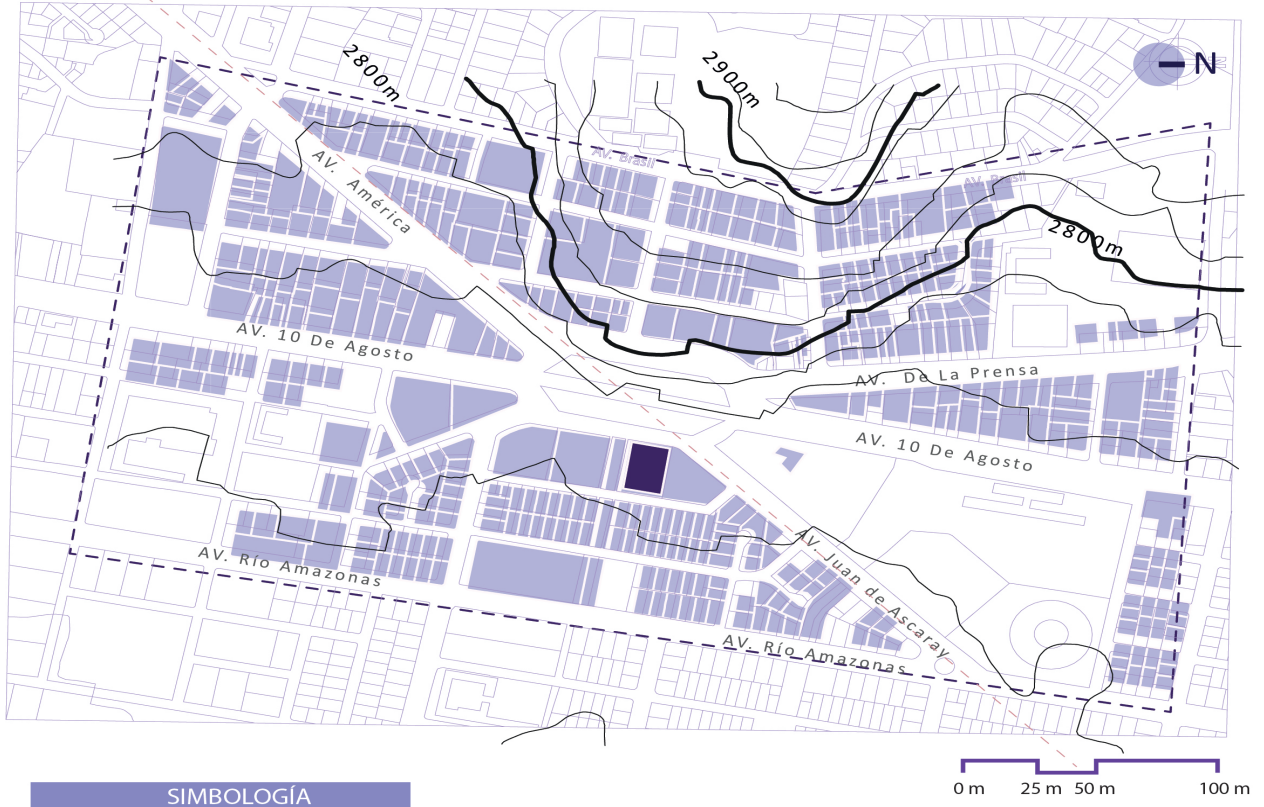 2800m
2900m
N
AV. Brasil
AV. América
AV. Brasil
2800m
AV. 10 De Agosto
AV. De La Prensa
AV. 10 De Agosto
AV. Río Amazonas
AV. Juan de Ascaray
AV. Río Amazonas
0 m 25 m 50 m 100 m
SIMBOLOGÍA